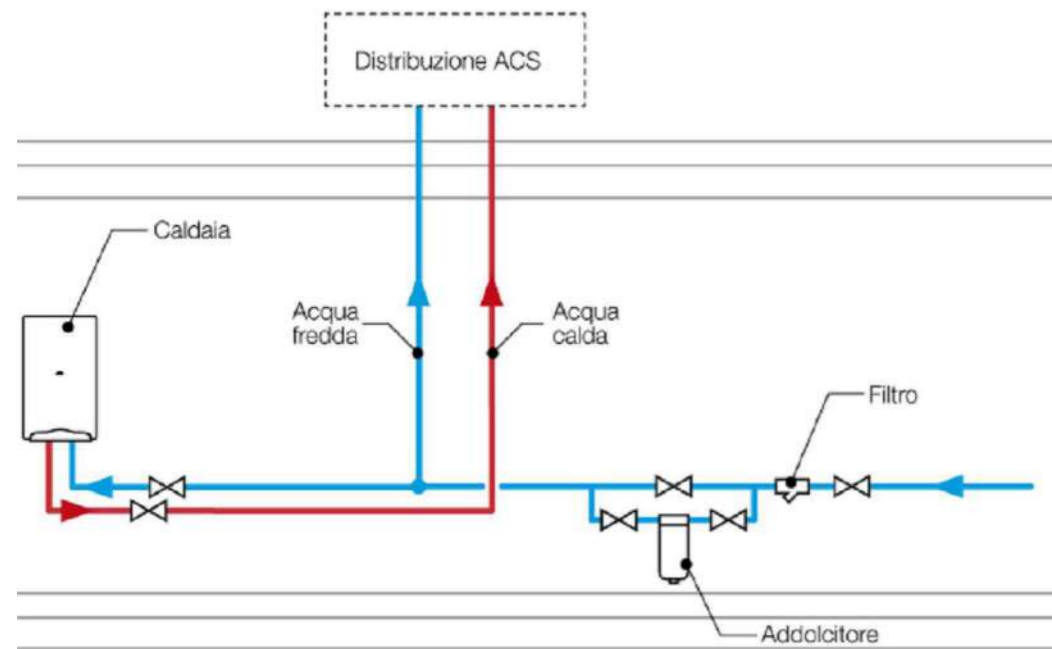 Distribuzione ACS
Caldaia
Acqua
fredda
Acqua
calda
Filtro
Addolcitore